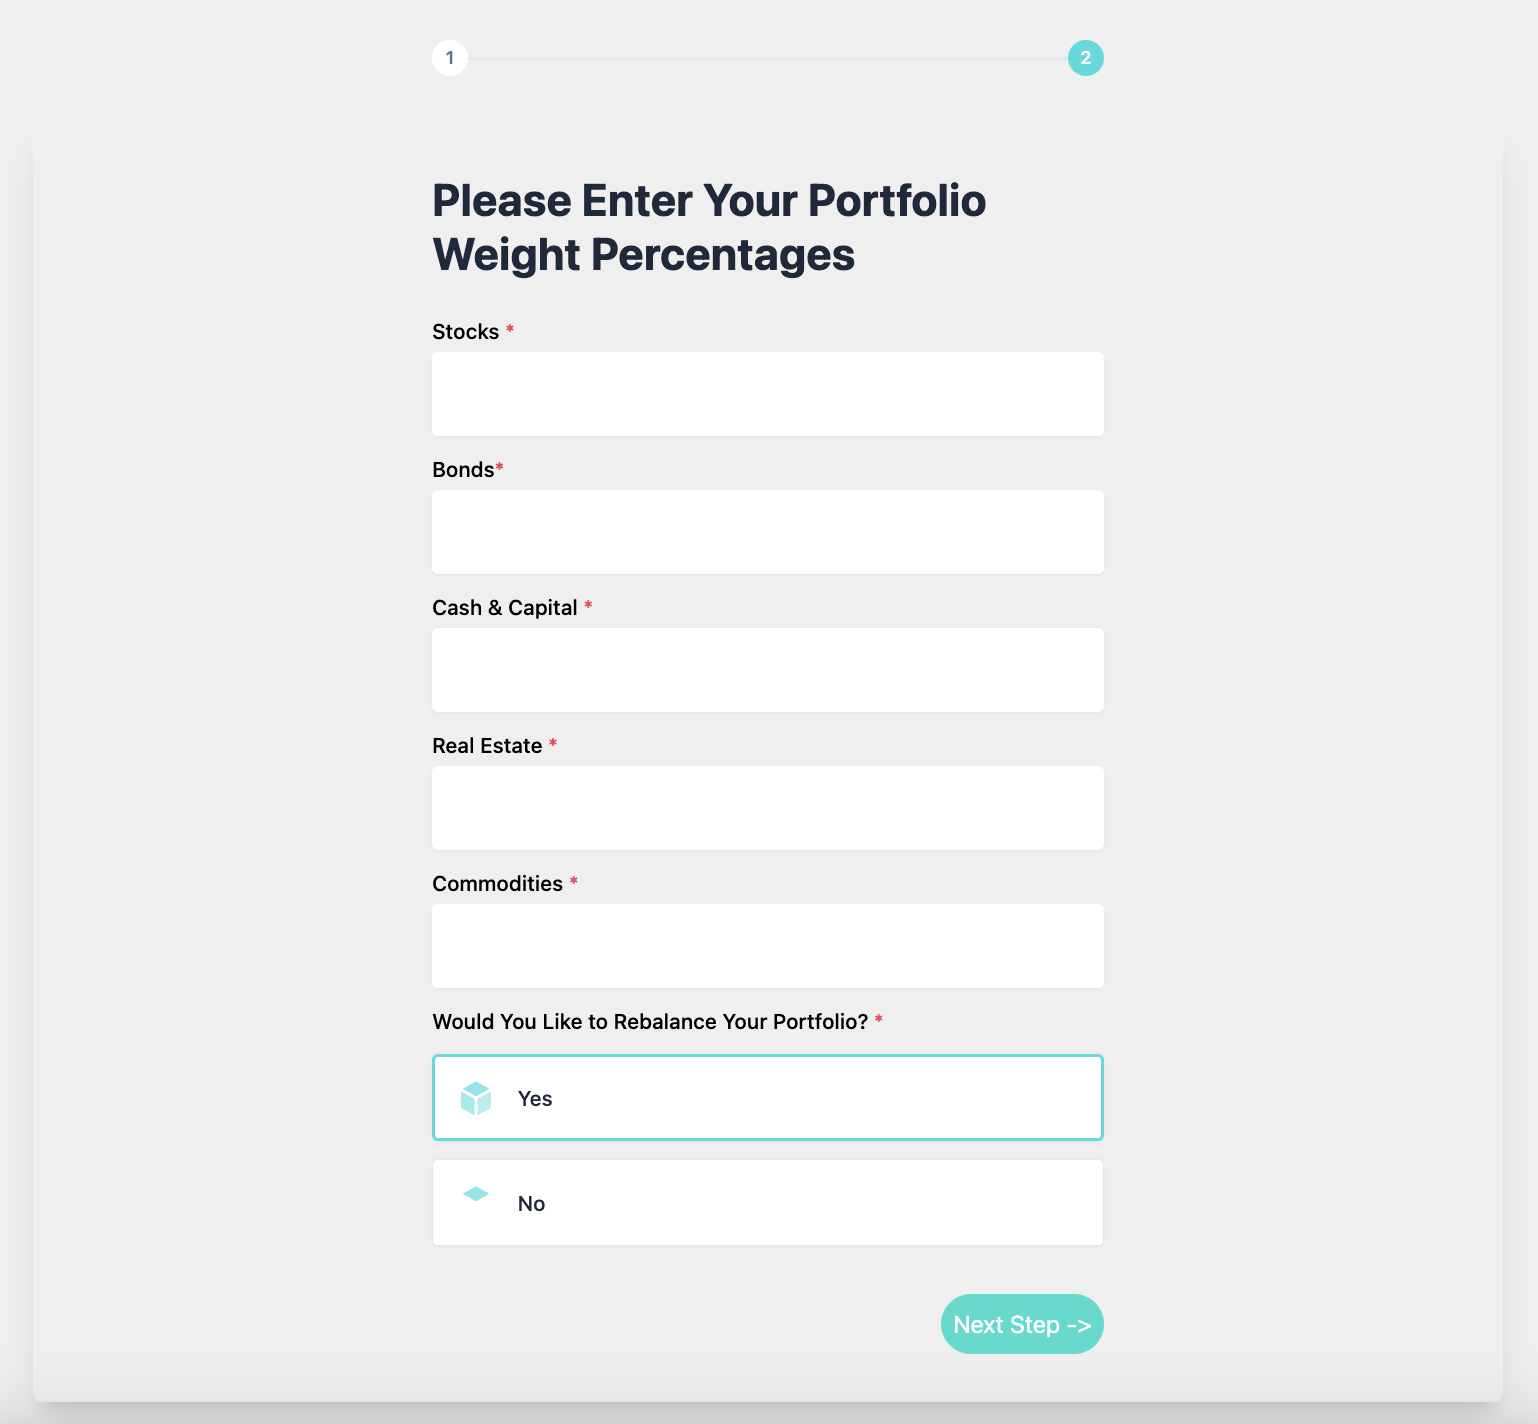 1
2
Please Enter Your Portfolio
Weight Percentages
Stocks *
Bonds*
Cash & Capital *
Real Estate *
Commodities *
Would You Like to Rebalance Your Portfolio? *
Yes
No
Next Step ->